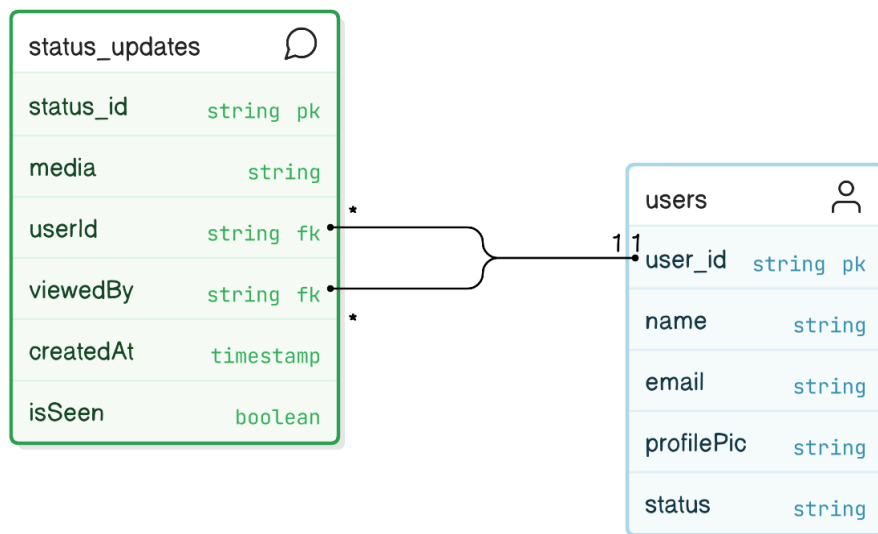 status_updates
status_id string pk
media string
userId string fk
viewedBy string fk
createdAt timestamp
isSeen boolean
*
*
1 1
users
user_id string pk
name string
email string
profilePic string
status string